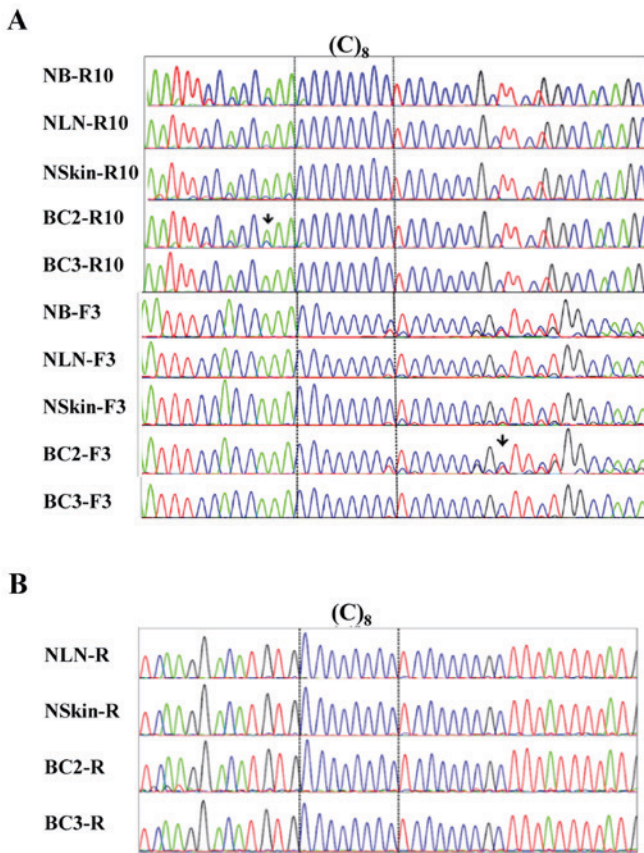 A
(C)8
NB-R10
NLN-R10
NSkin-R10
BC2-R10
BC3-R10
NB-F3
NLN-F3
NSkin-F3
BC2-F3
BC3-F3
B
(C)8
NLN-R
NSkin-R
BC2-R
BC3-R